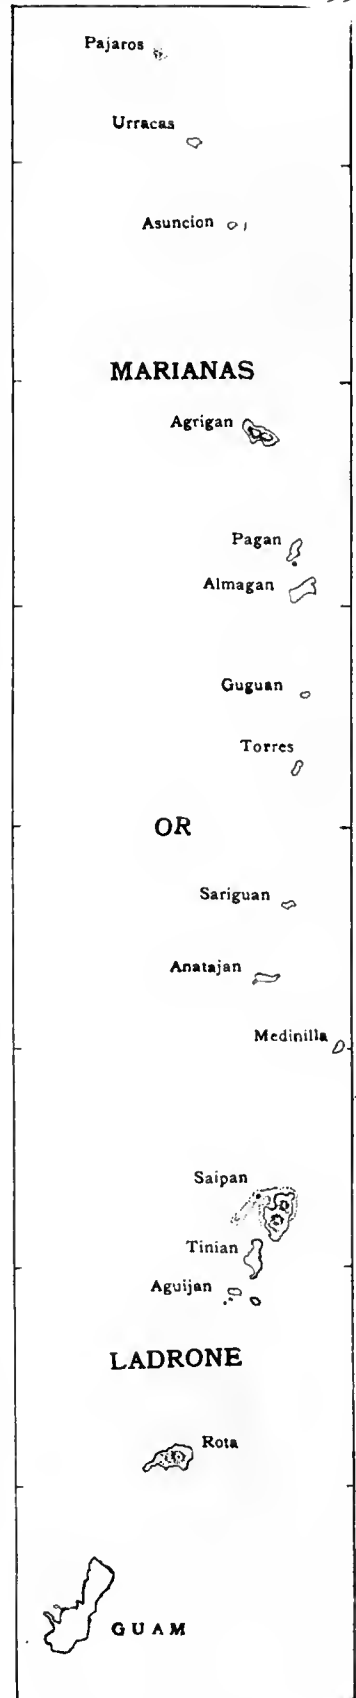 Pajaros
Urracas
Asuncion
MARIANAS
Agrigan
Pagan
Almagan
Guguan
Torres
OR
Sariguan
Anatajan
Medinilla
Saipan
Tinian
Aguijan
LADRONE
Rota
GUAM